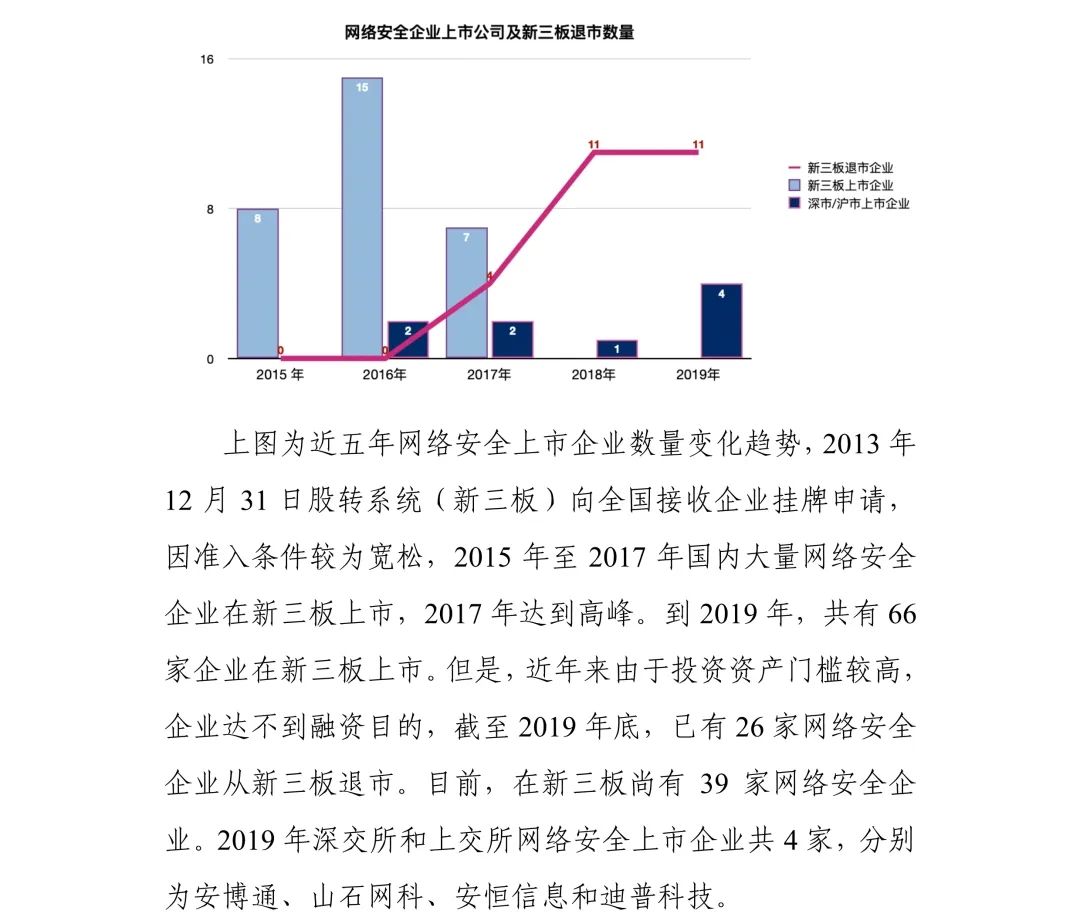 网络安全企业上市公司及新三板退市数量
16
15
11
11
新三板退市企业
新三板上市企业
深市/沪市上市企业
8
8
7
4
4
2
2
1
0
0
0
2015 年
2016年
2017年
2018年
2019年
上图为近五年网络安全上市企业数量变化趋势，2013 年
12 月 31 日股转系统（新三板）向全国接收企业挂牌申请，
因准入条件较为宽松，2015 年至 2017 年国内大量网络安全
企业在新三板上市，2017 年达到高峰。到 2019 年，共有 66
家企业在新三板上市。但是，近年来由于投资资产门槛较高，
企业达不到融资目的，截至 2019 年底，已有 26 家网络安全
企业从新三板退市。目前，在新三板尚有 39 家网络安全企
业。2019 年深交所和上交所网络安全上市企业共 4 家，分别
为安博通、山石网科、安恒信息和迪普科技。